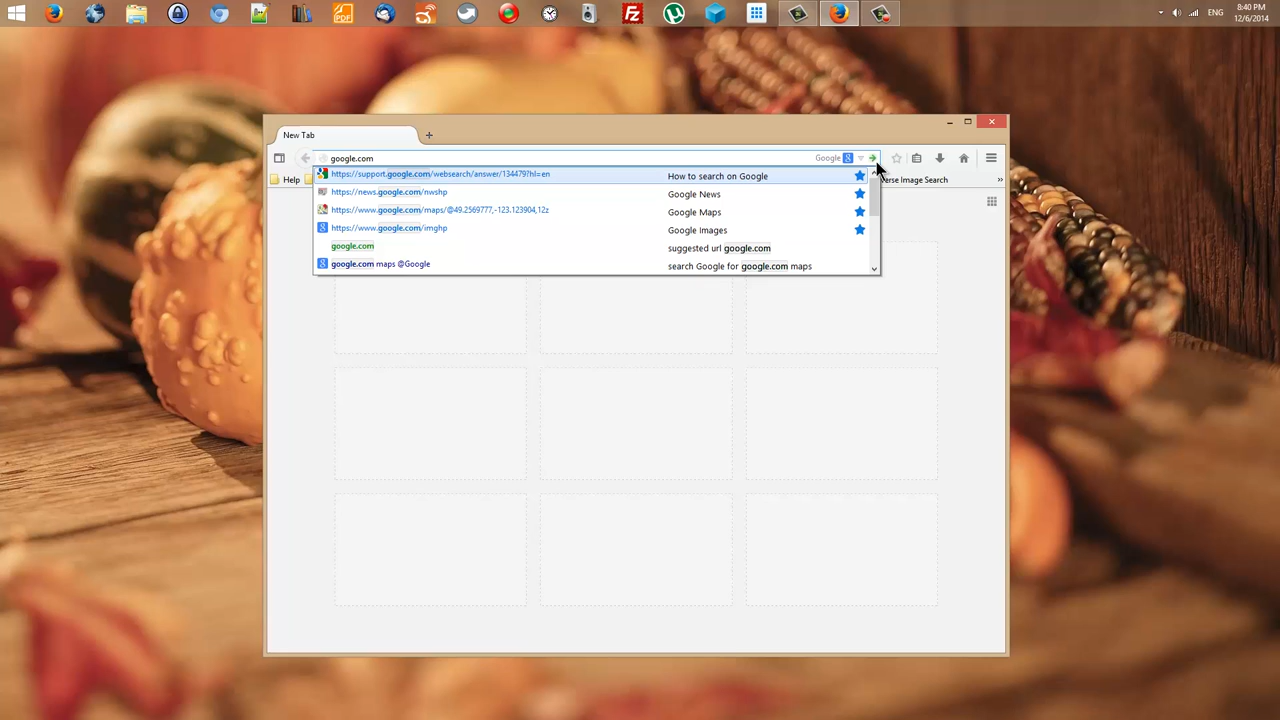 PDF
FZ
ENG
8:40 PM
12/6/2014
New Tab
google.com
Google
Help
erse Image Search
https://support.google.com/websearch/answer/134479?hl=en How to search on Google
https://news.google.com/nwshp Google News
https://www.google.com/maps/@49.2569777,-123.123904,12z Google Maps
https://www.google.com/imghp Google Images
google.com suggested url google.com
google.com maps @Google search Google for google.com maps